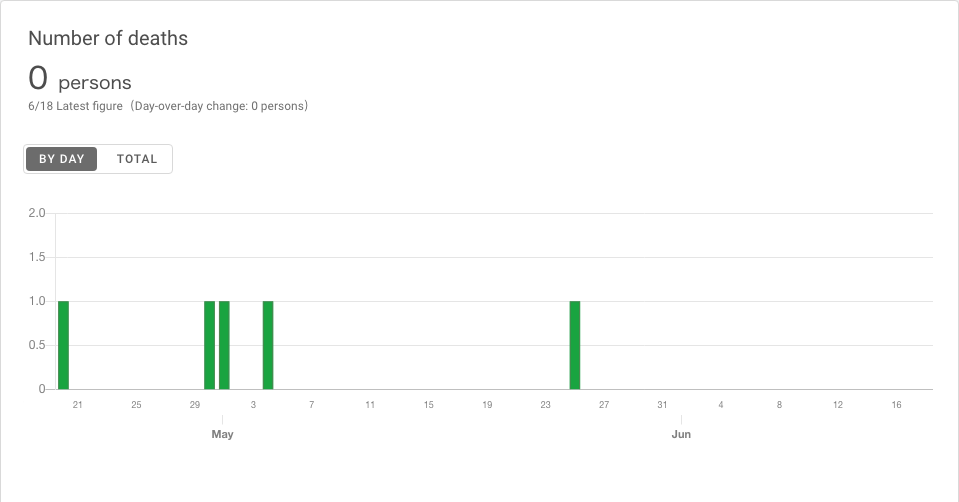 Number of deaths
0 persons
6/18 Latest figure（Day-over-day change: 0 persons）
BY DAY TOTAL
2.0
1.5
1.0
0.5
0
21 25 29 3 7 11 15 19 23 27 31 4 8 12 16
May Jun